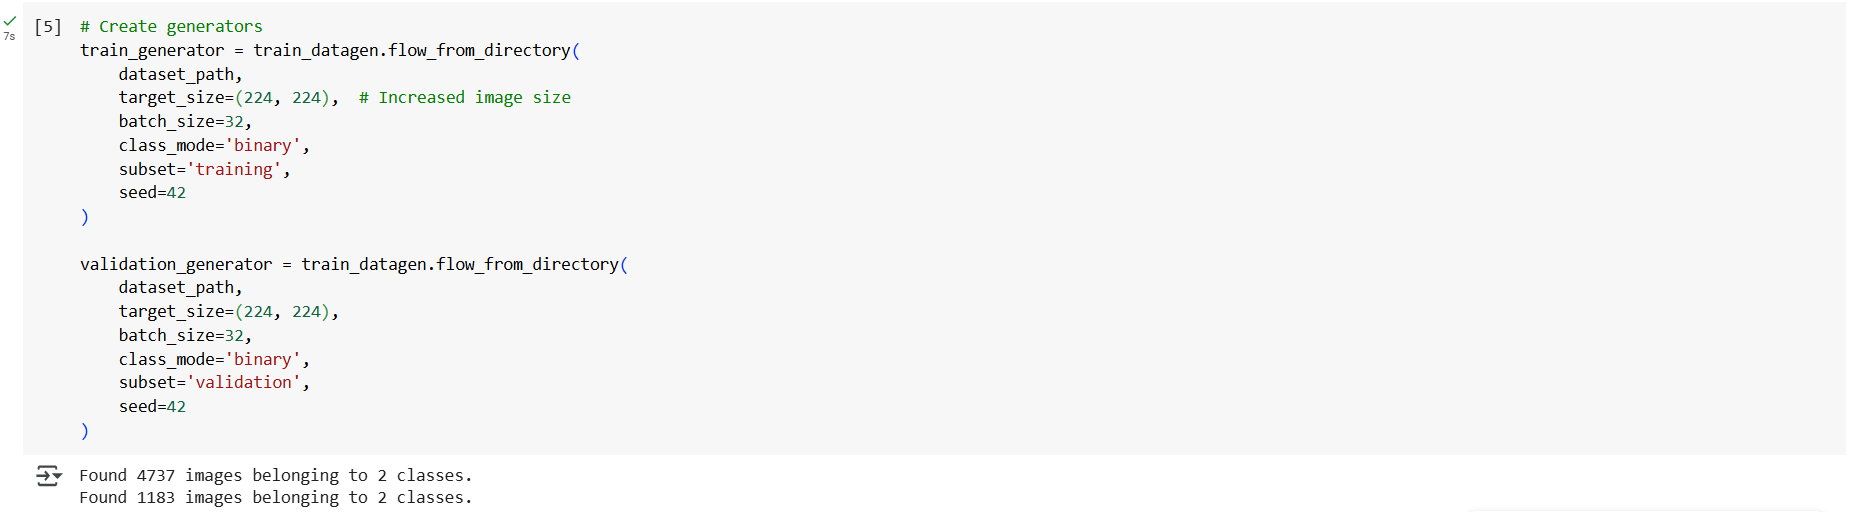 [5] # Create generators
train_generator = train_datagen.flow_from_directory(
    dataset_path,
    target_size=(224, 224),  # Increased image size
    batch_size=32,
    class_mode='binary',
    subset='training',
    seed=42
)
validation_generator = train_datagen.flow_from_directory(
    dataset_path,
    target_size=(224, 224),
    batch_size=32,
    class_mode='binary',
    subset='validation',
    seed=42
)
7s
Found 4737 images belonging to 2 classes.
Found 1183 images belonging to 2 classes.